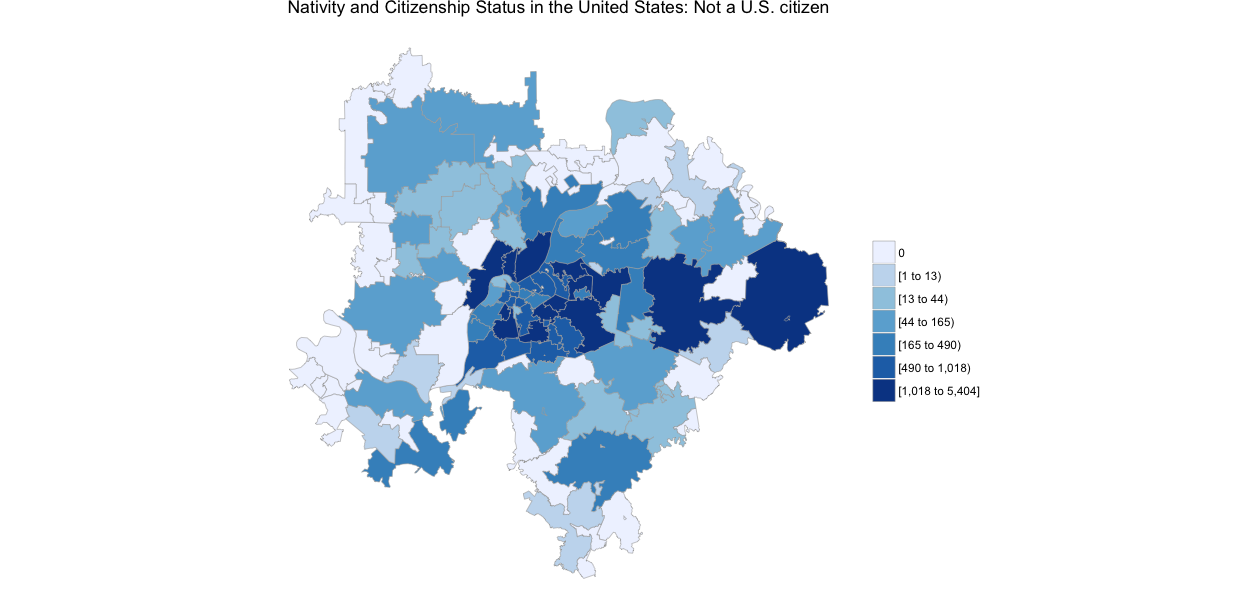 Nativity and Citizenship Status in the United States: Not a U.S. citizen
0
[1 to 13)
[13 to 44)
[44 to 165)
[165 to 490)
[490 to 1,018)
[1,018 to 5,404]